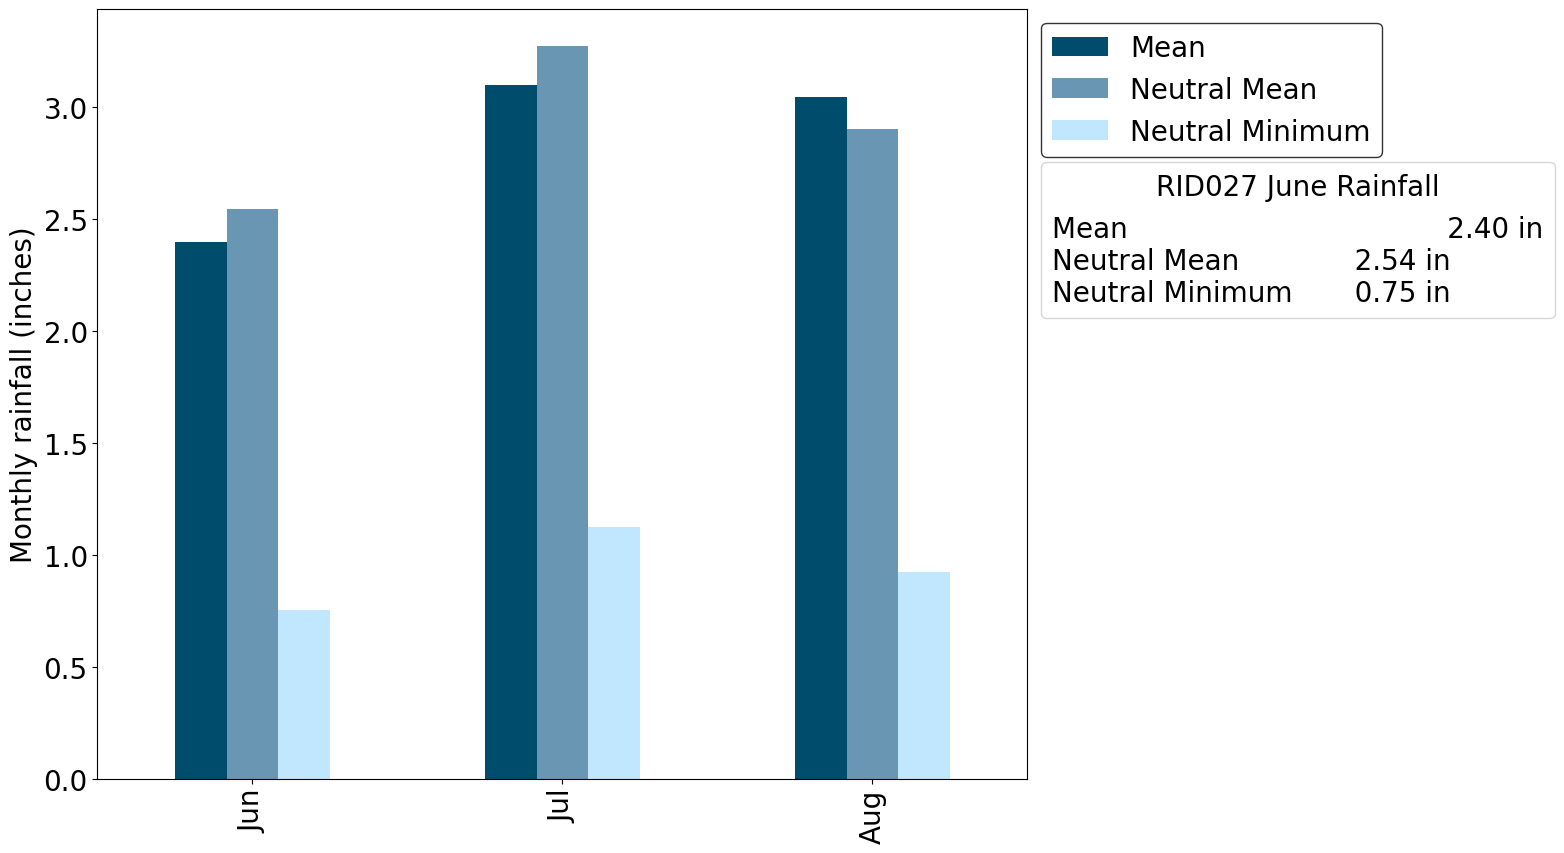 Monthly rainfall (inches)
3.0
2.5
2.0
1.5
1.0
0.5
0.0
Jun
Jul
Aug
Mean
Neutral Mean
Neutral Minimum
RID027 June Rainfall
Mean 2.40 in
Neutral Mean 2.54 in
Neutral Minimum 0.75 in